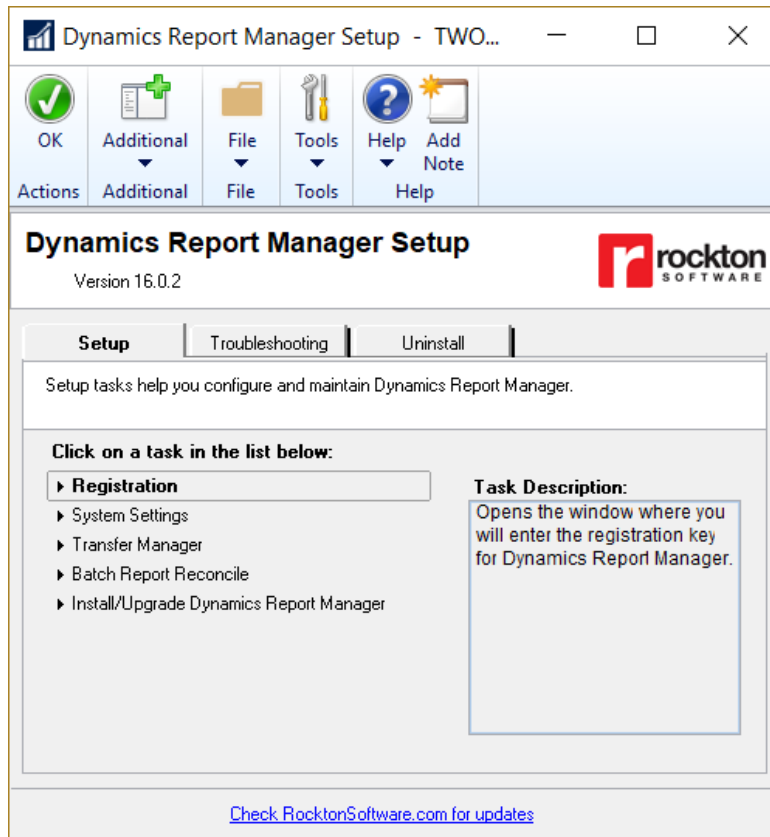 Dynamics Report Manager Setup - TWO...
OK
Additional
File
Tools
Help
Add Note
Actions
Additional
File
Tools
Help
Dynamics Report Manager Setup
Version 16.0.2
rockton
SOFTWARE
Setup
Troubleshooting
Uninstall
Setup tasks help you configure and maintain Dynamics Report Manager.
Click on a task in the list below:
Registration
System Settings
Transfer Manager
Batch Report Reconcile
Install/Upgrade Dynamics Report Manager
Task Description:
Opens the window where you
will enter the registration key
for Dynamics Report Manager.
Check RocktonSoftware.com for updates